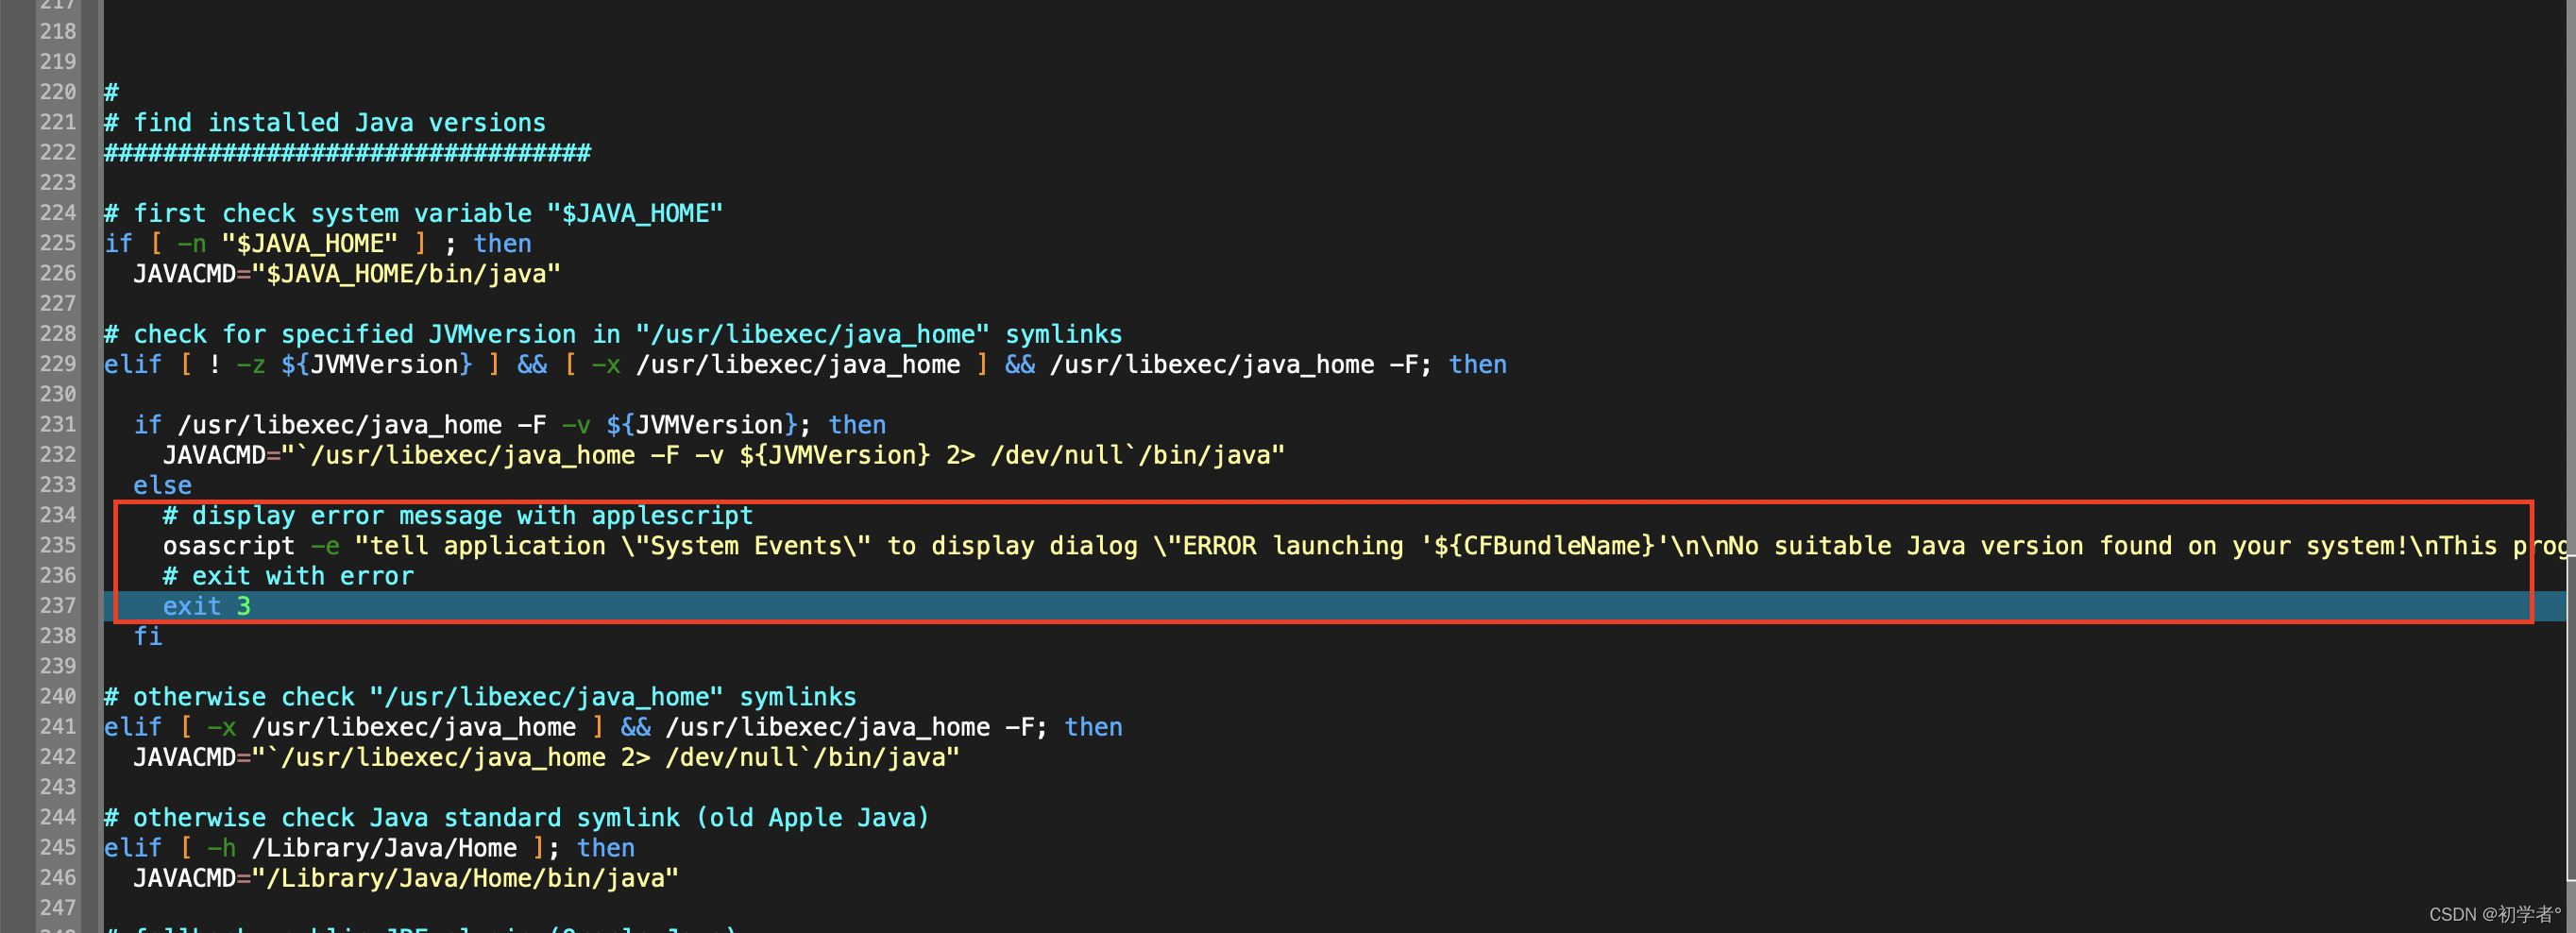 217
218
219
220 #
221 # find installed Java versions
222 #################################
223
224 # first check system variable "$JAVA_HOME"
225 if [ -n "$JAVA_HOME" ] ; then
226 JAVACMD="$JAVA_HOME/bin/java"
227
228 # check for specified JVMversion in "/usr/libexec/java_home" symlinks
229 elif [ ! -z ${JVMVersion} ] && [ -x /usr/libexec/java_home ] && /usr/libexec/java_home -F; then
230
231 if /usr/libexec/java_home -F -v ${JVMVersion}; then
232 JAVACMD="`/usr/libexec/java_home -F -v ${JVMVersion} 2> /dev/null`/bin/java"
233 else
234 # display error message with applescript
235 osascript -e "tell application \"System Events\" to display dialog \"ERROR launching '${CFBundleName}'\n\nNo suitable Java version found on your system!\nThis prog
236 # exit with error
237 exit 3
238 fi
239
240 # otherwise check "/usr/libexec/java_home" symlinks
241 elif [ -x /usr/libexec/java_home ] && /usr/libexec/java_home -F; then
242 JAVACMD="`/usr/libexec/java_home 2> /dev/null`/bin/java"
243
244 # otherwise check Java standard symlink (old Apple Java)
245 elif [ -h /Library/Java/Home ]; then
246 JAVACMD="/Library/Java/Home/bin/java"
247
CSDN @初学者°